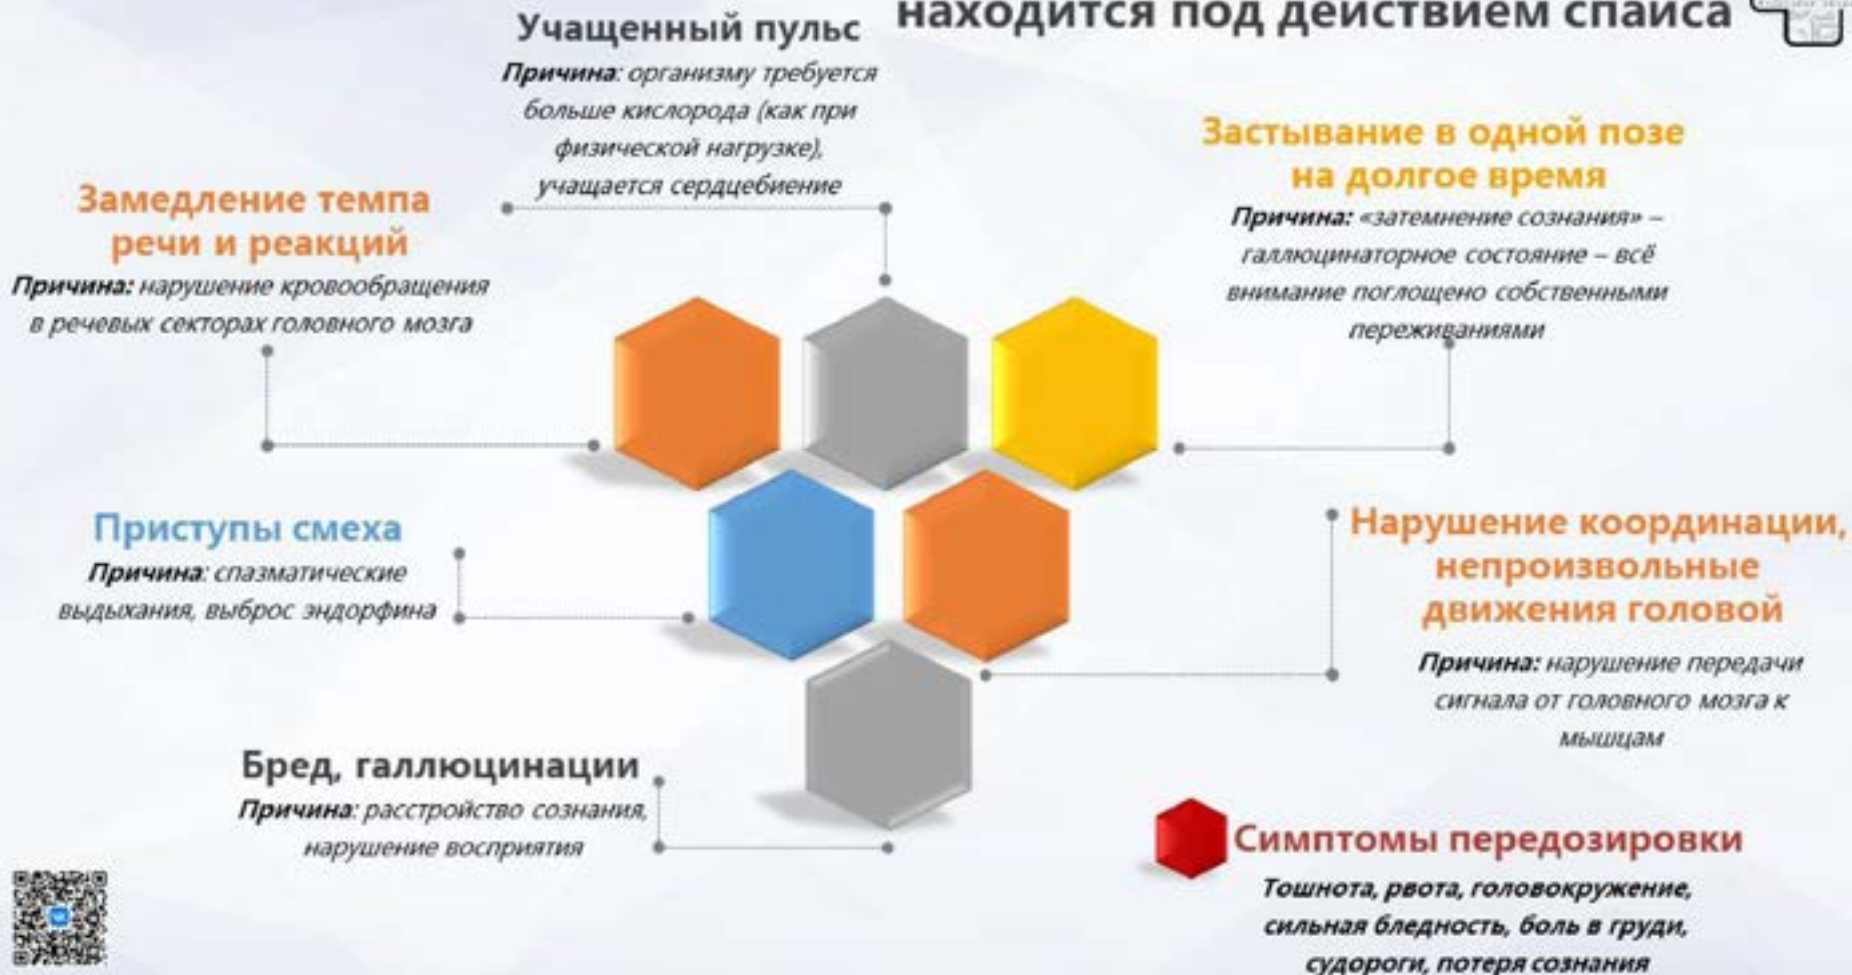 находится под действием спайса
Учащенный пульс
Причина: организму требуется
больше кислорода (как при
физической нагрузке),
учащается сердцебиение
Застывание в одной позе
на долгое время
Причина: «затемнение сознания» –
галлюцинаторное состояние – всё
внимание поглощено собственными
переживаниями
Замедление темпа
речи и реакций
Причина: нарушение кровообращения
в речевых секторах головного мозга
Приступы смеха
Причина: спазматические
выдыхания, выброс эндорфина
Нарушение координации,
непроизвольные
движения головой
Причина: нарушение передачи
сигнала от головного мозга к
мышцам
Бред, галлюцинации
Причина: расстройство сознания,
нарушение восприятия
Симптомы передозировки
Тошнота, рвота, головокружение,
сильная бледность, боль в груди,
судороги, потеря сознания